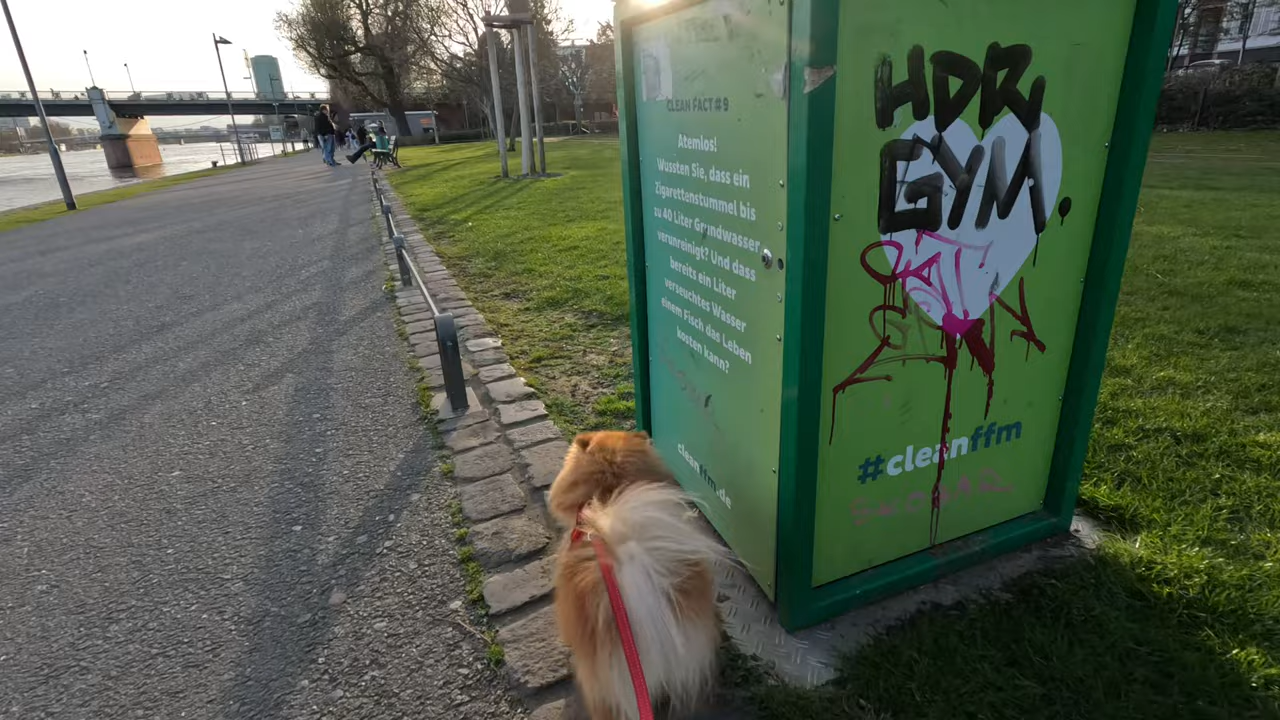 CLEAN FACT #9
Atemlos!
Wussten Sie, dass ein
Zigarettenstummel bis
zu 40 Liter Grundwasser
verunreinigt? Und dass
bereits ein Liter
verseuchtes Wasser
einem Fisch das Leben
kosten kann?
cleanffm.de
HDR
GYM
#cleanffm